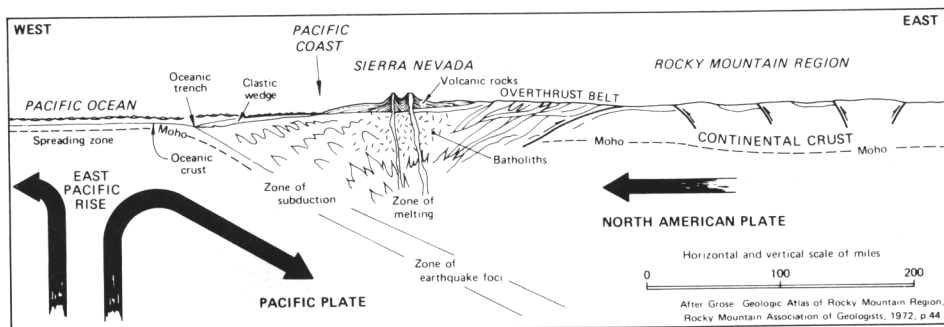 WEST
EAST
PACIFIC
COAST
SIERRA NEVADA
ROCKY MOUNTAIN REGION
Oceanic
trench
Clastic
wedge
Volcanic rocks
OVERTHRUST BELT
PACIFIC OCEAN
Spreading zone
Moho
Oceanic
crust
Batholiths
Moho
CONTINENTAL CRUST
Moho
EAST
PACIFIC
RISE
Zone of
subduction
Zone of
melting
NORTH AMERICAN PLATE
Zone of
earthquake foci
PACIFIC PLATE
Horizontal and vertical scale of miles
0 100 200
After Grose Geologic Atlas of Rocky Mountain Region,
Rocky Mountain Association of Geologists, 1972, p.44